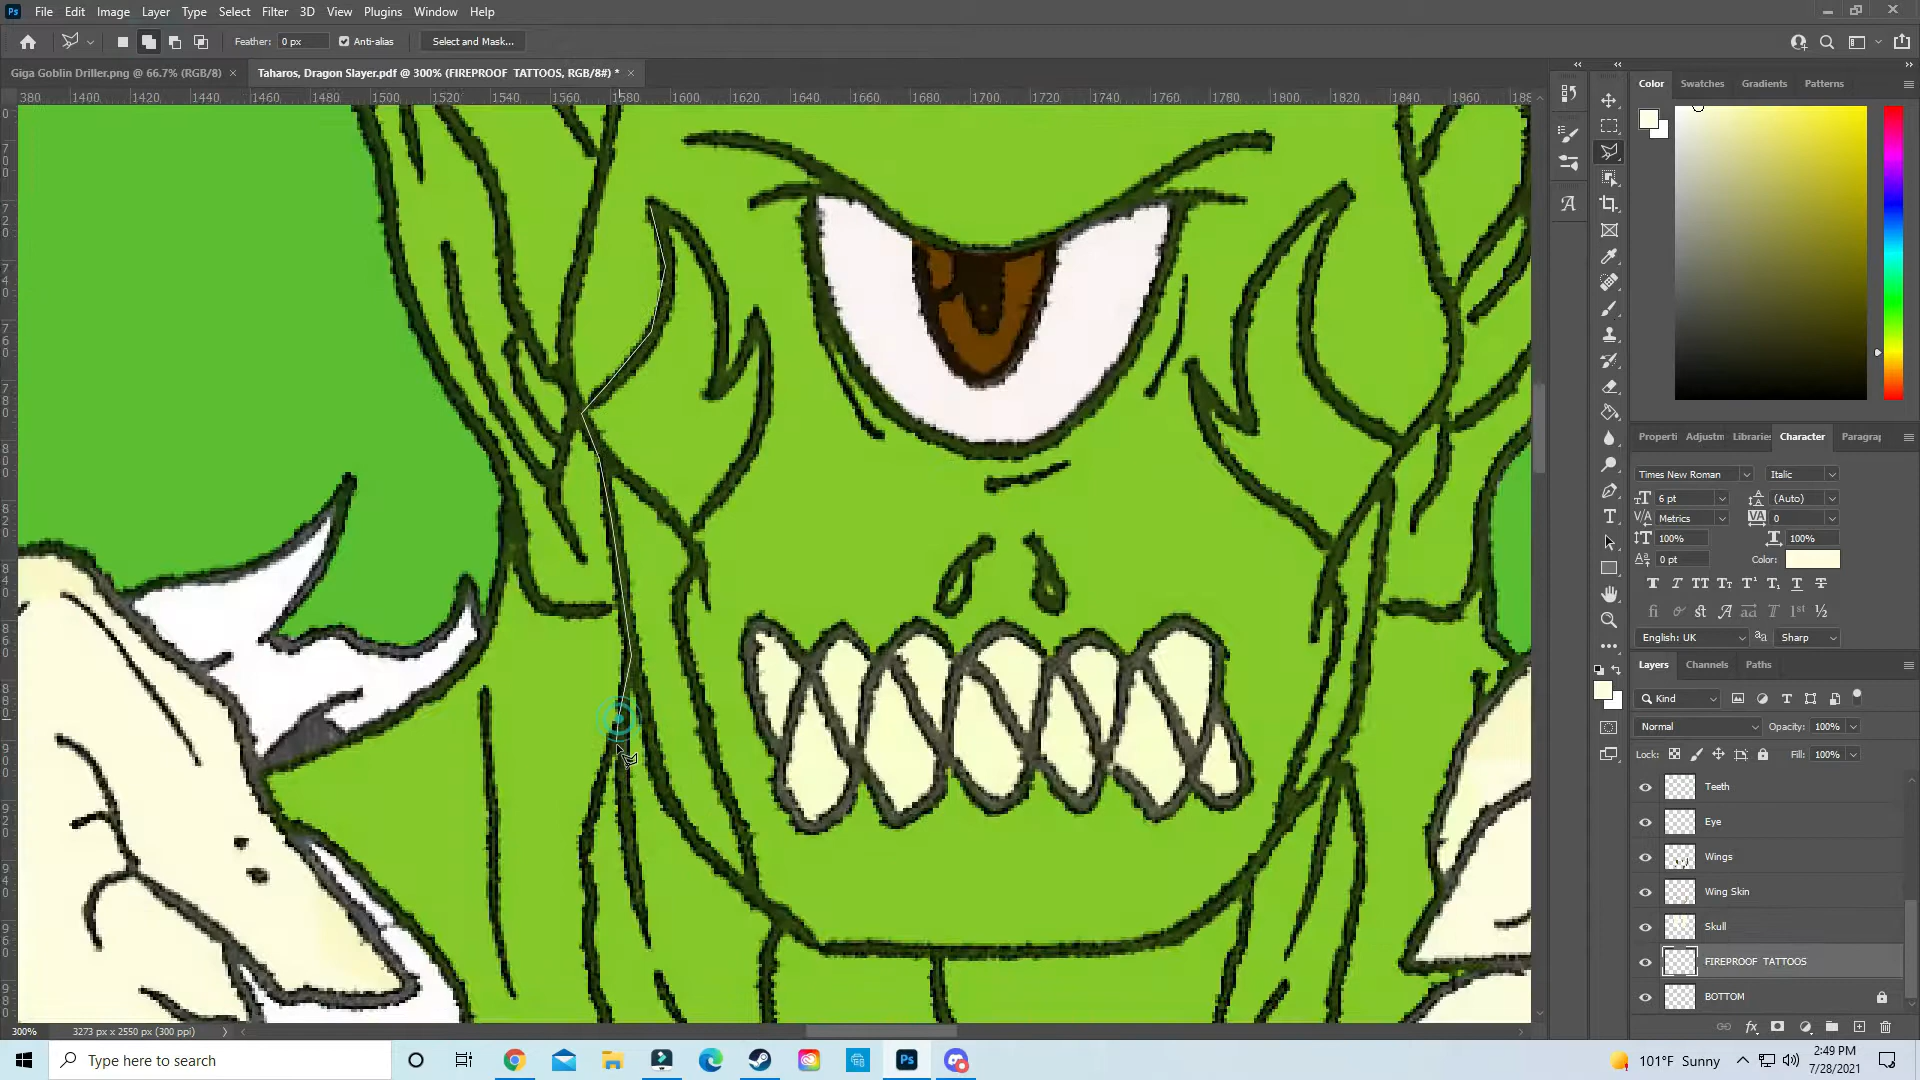 File Edit Image Layer Type Select Filter 3D View Plugins Window Help
Feather: 0 px Anti-alias Select and Mask...
Giga Goblin Driller.png @ 66.7% (RGB/8) × Taharos, Dragon Slayer.pdf @ 300% (FIREPROOF TATTOOS, RGB/8#) * ×
380 1400 1420 1440 1460 1480 1500 1520 1540 1560 1580 1600 1620 1640 1660 1680 1700 1720 1740 1760 1780 1800 1820 1840 1860 188
Color Swatches Gradients Patterns
Properti Adjustm Libraries Character Paragraj
Times New Roman Italic
6 pt (Auto)
Metrics 0
100% 100%
0 pt Color:
English: UK Sharp
Layers Channels Paths
Kind
Normal Opacity: 100%
Lock: Fill: 100%
Teeth
Eye
Wings
Wing Skin
Skull
FIREPROOF TATTOOS
BOTTOM
300% 3273 px x 2550 px (300 ppi)
Type here to search
101°F Sunny
2:49 PM
7/28/2021